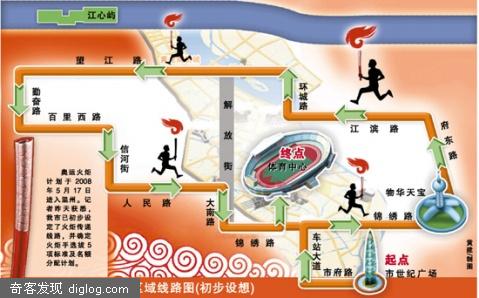 江心屿
望江路
勤奋路
百里西路
信河街
人民路
大南路
锦绣路
解放街
环城路
江滨路
府东路
终点
体育中心
物华天宝
锦绣路
车站大道
市府路
起点
市世纪广场
奥运火炬
计划于2008
年5月17日
进入温州。记
者昨天获悉，
我市已初步设
定了火炬传递
线路，并确定
火炬手选拔5
项标准及名额
分配计划。
区域线路图(初步设想)
奇客发现 diglog.com